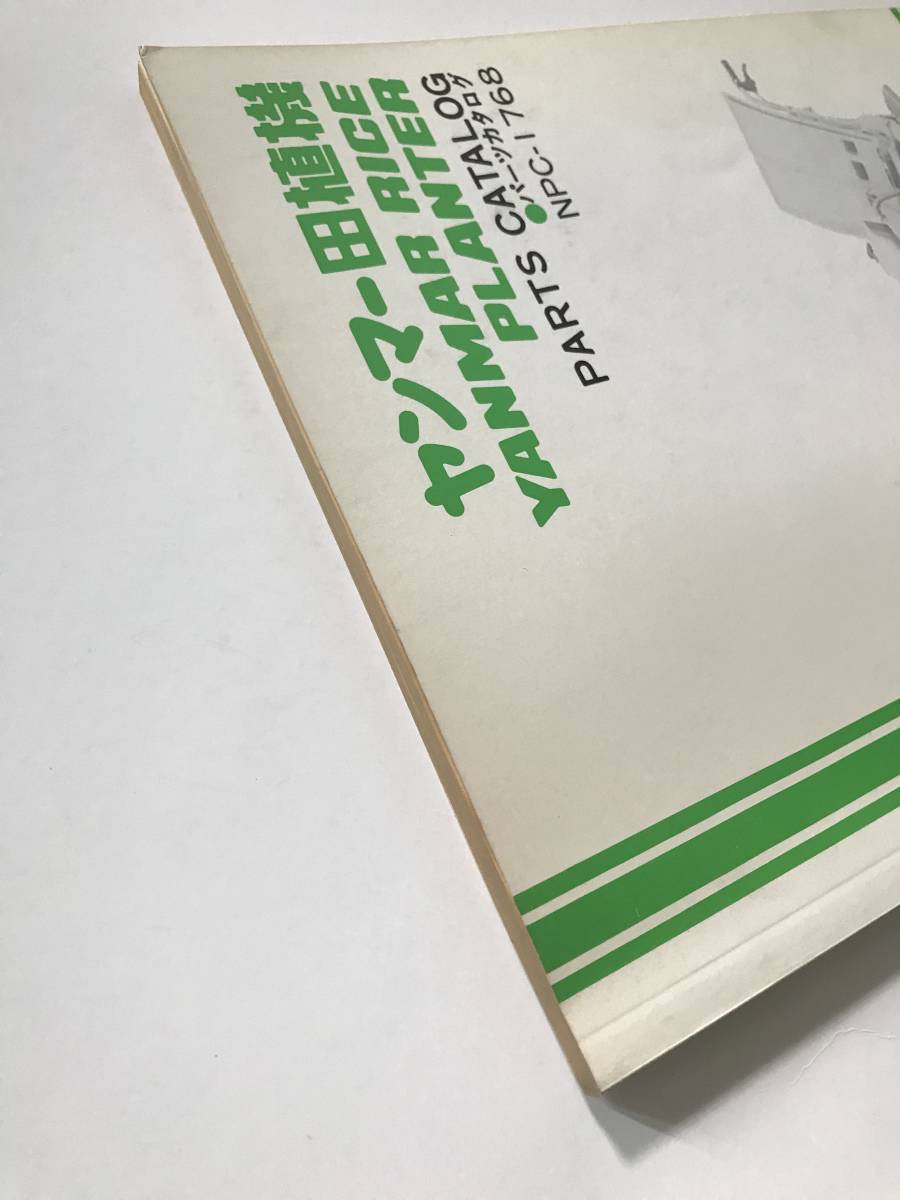 ヤンマー田植機
YANMAR RICE
PLANTER
PARTS CATALOG
●パーツカタログ
NPC-1768